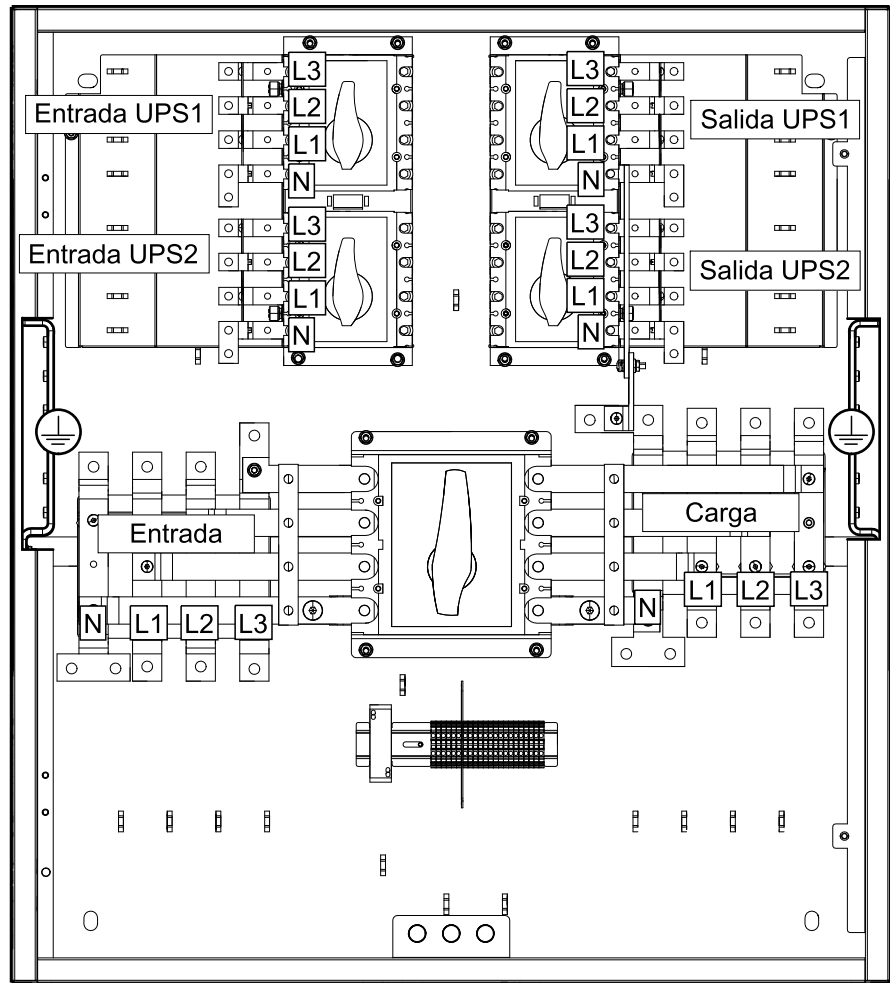 L3
L3
L2
L2
Entrada UPS1
Salida UPS1
L1
L1
N
N
L3
L3
Entrada UPS2
L2
L2
Salida UPS2
L1
L1
N
N
Entrada
Carga
N
L1
L2
L3
N
L1
L2
L3